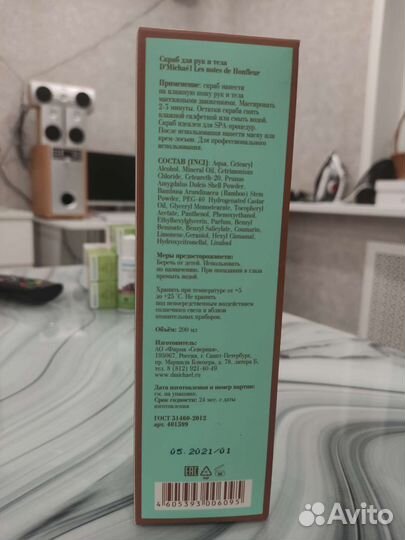 Скраб для рук и тела
D'Michaël Les noies de Honfleur
Применение: скраб нанести
на влажную кожу рук и тела
массажными движениями. Массировать
2-5 минуты. Остатки скраба снять
влажной салфеткой или смыть водой.
Скраб идеален для SPA-процедур.
После использования нанести маску или
крем-лосьон. Для профессионального
использования.
СОСТАВ (INCI): Aqua, Cetearyl
Alcohol, Mineral Oil, Cetrimonium
Chloride, Ceteareth-20, Prunus
Amygdalus Dulcis Shell Powder,
Bambusa Arundinacea (Bamboo) Stem
Powder, PEG-40 Hydrogenated Castor
Oil, Glyceryl Monostearate, Tocopheryl
Acetate, Panthenol, Phenoxyethanol,
Ethylhexylglycerin, Parfum, Benzyl
Benzoate, Benzyl Salicylate, Coumarin,
Limonene, Geraniol, Hexyl Cinnamal,
Hydroxycitronellal, Linalool
Меры предосторожности:
Беречь от детей. Использовать
по назначению. При попадании в глаза
промыть водой.
Хранить при температуре от +5
до +25 °C. Не хранить
под непосредственным воздействием
солнечного света и вблизи
отопительных приборов.
Объем: 200 мл
Изготовитель:
АО «Фирма «Северная»,
195067, Россия, г. Санкт-Петербург,
пр. Маршала Блюхера, д. 78, литера Б.
тел. 8 (812) 921-40-49
www.dmichael.ru
Дата изготовления и номер партии:
см. на упаковке.
Срок годности: 24 мес. с даты
изготовления
ГОСТ 31460-2012
арт. 401599
05.2021/01
EAC
4 605393 006095
Avito